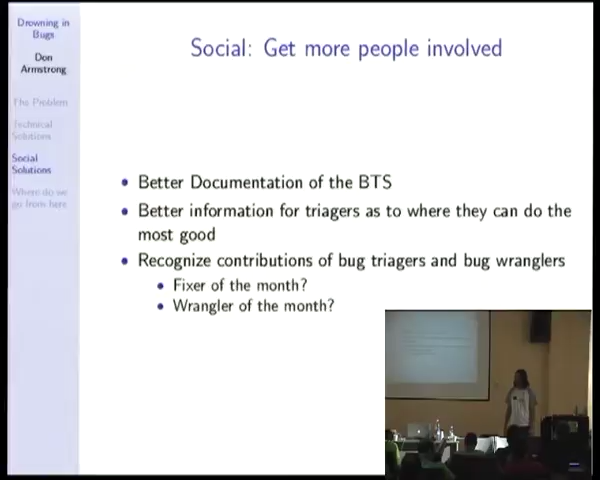 Drowning in
Bugs
Don
Armstrong
The Problem
Technical
Solutions
Social
Solutions
Where do we
go from here
Social: Get more people involved
• Better Documentation of the BTS
• Better information for triagers as to where they can do the
most good
• Recognize contributions of bug triagers and bug wranglers
• Fixer of the month?
• Wrangler of the month?